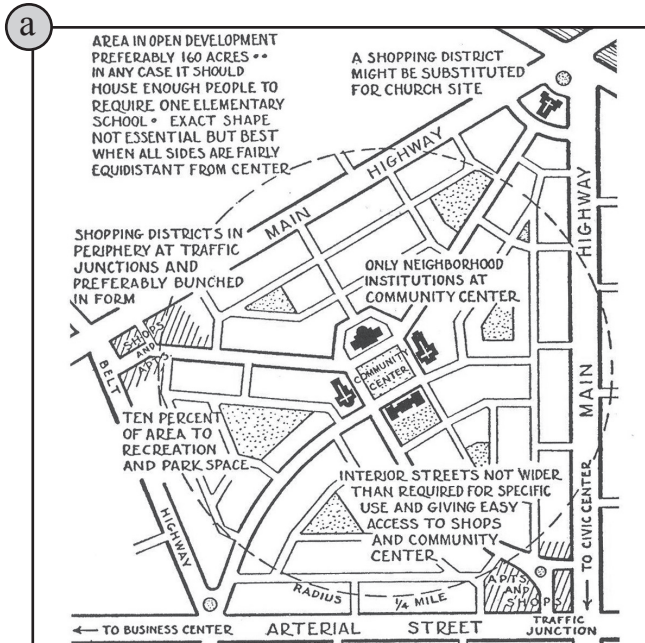 a
AREA IN OPEN DEVELOPMENT
PREFERABLY 160 ACRES ••
IN ANY CASE IT SHOULD
HOUSE ENOUGH PEOPLE TO
REQUIRE ONE ELEMENTARY
SCHOOL • EXACT SHAPE
NOT ESSENTIAL BUT BEST
WHEN ALL SIDES ARE FAIRLY
EQUIDISTANT FROM CENTER
A SHOPPING DISTRICT
MIGHT BE SUBSTITUTED
FOR CHURCH SITE
MAIN HIGHWAY
HIGHWAY
MAIN
SHOPPING DISTRICTS IN
PERIPHERY AT TRAFFIC
JUNCTIONS AND
PREFERABLY BUNCHED
IN FORM
ONLY NEIGHBORHOOD
INSTITUTIONS AT
COMMUNITY CENTER
SHOPS
AND
APTS
BELT
HIGHWAY
COMMUNITY
CENTER
TEN PERCENT
OF AREA TO
RECREATION
AND PARK SPACE
INTERIOR STREETS NOT WIDER
THAN REQUIRED FOR SPECIFIC
USE AND GIVING EASY
ACCESS TO SHOPS
AND COMMUNITY
CENTER
TO CIVIC CENTER
APTS
AND
SHOPS
RADIUS 1/4 MILE
TRAFFIC
JUNCTION
← TO BUSINESS CENTER ARTERIAL STREET